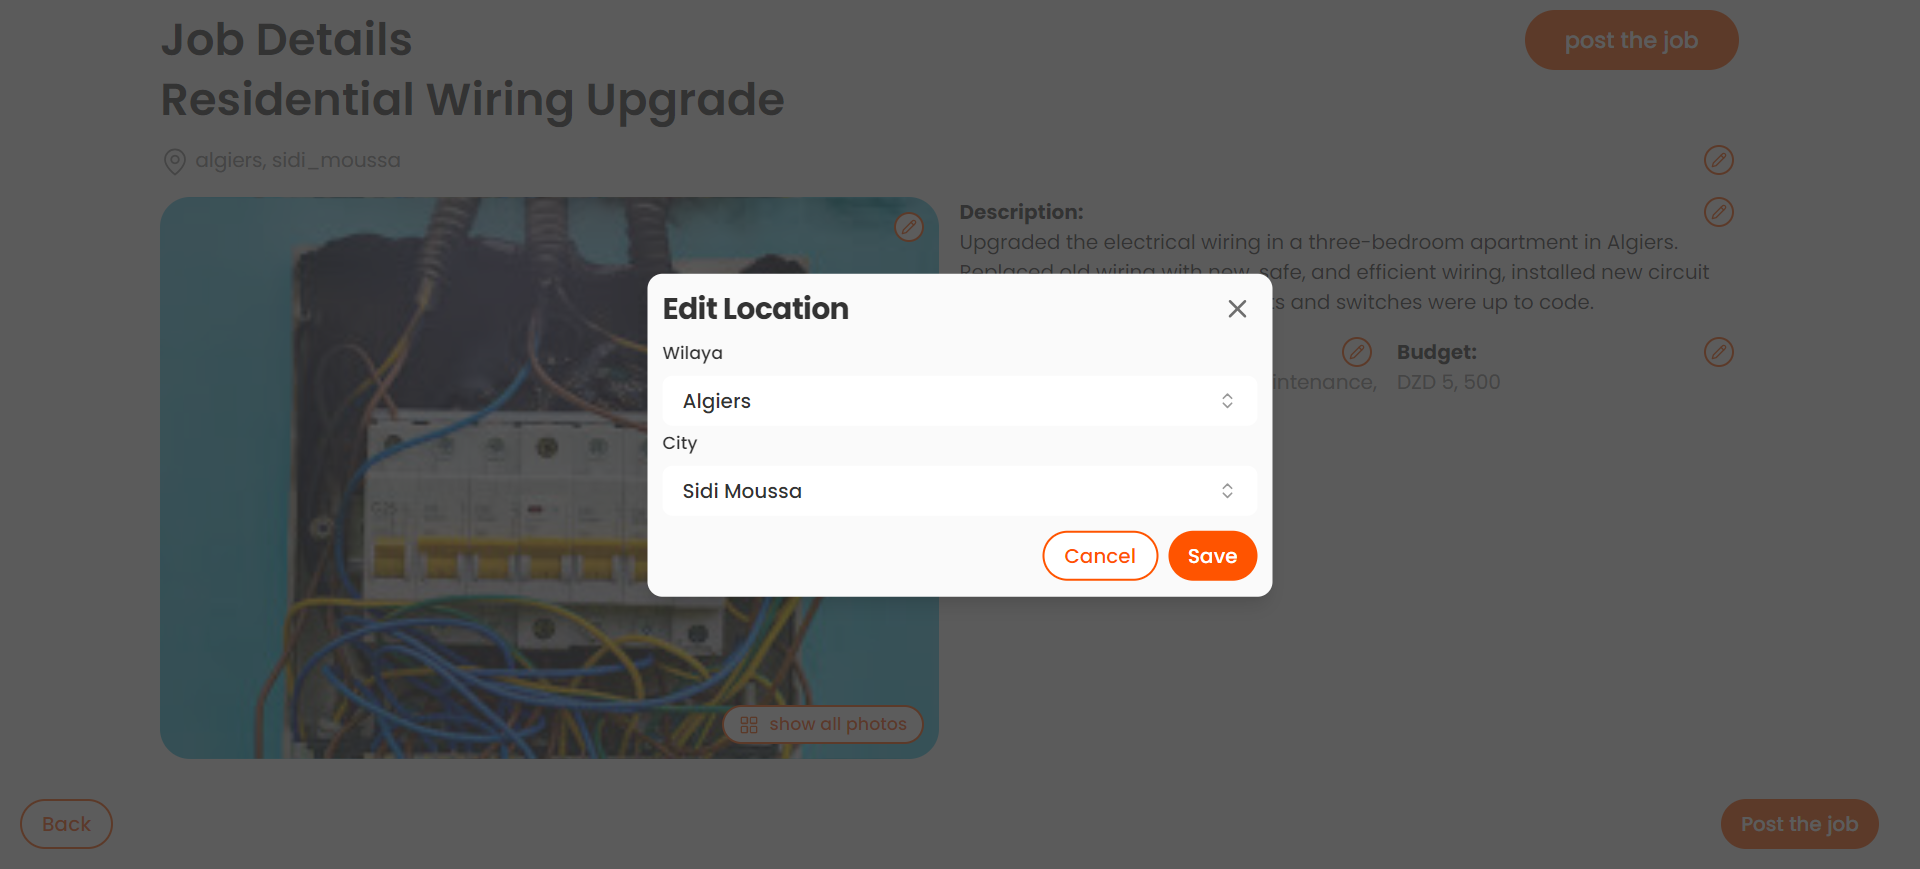 Job Details
post the job
Residential Wiring Upgrade
algiers, sidi_moussa
Description:
Upgraded the electrical wiring in a three-bedroom apartment in Algiers.
Replaced old wiring with new, safe, and efficient wiring, installed new circuit
and switches were up to code.
Edit Location
Wilaya
Algiers
City
Sidi Moussa
Cancel
Save
Budget:
DZD 5, 500
show all photos
Back
Post the job